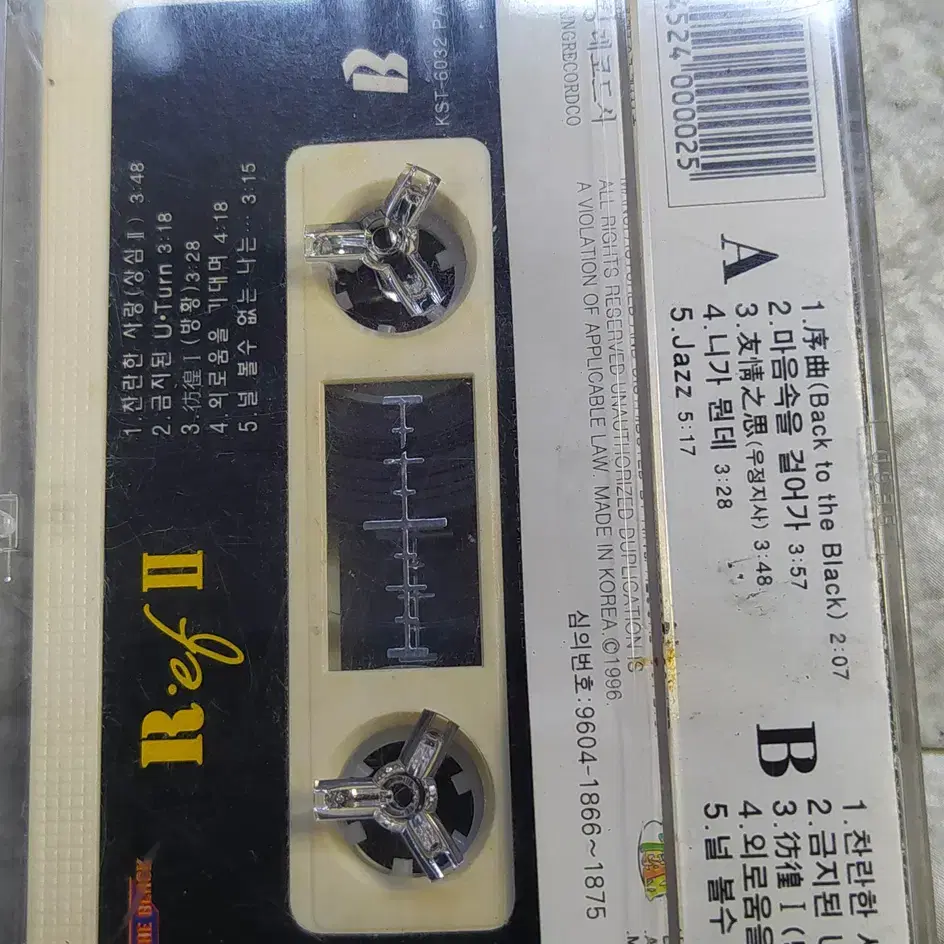 B
KST-6032
1. 찬란한 사랑(상심Ⅱ) 3:48
2. 금지된 U·Turn 3:18
3. 彷徨Ⅰ(방황) 3:28
4. 외로움을 기대며 4:18
5. 널 볼수 없는 나는··· 3:15
R·ef II
THE BLACK
INGRECORDCO
ALL RIGHTS RESERVED UNAUTHORIZED DUPLICATION IS
A VIOLATION OF APPLICABLE LAW. MADE IN KOREA ©1996.
심의번호:9604-1866~1875
4524 000025
A
1. 序曲(Back to the Black) 2:07
2. 마음속을 걸어가 3:57
3. 友情之思(우정지사) 3:48
4. 니가 뭔데 3:28
5. Jazz 5:17
B
1. 찬란한
2. 금지된
3. 彷徨Ⅰ(
4. 외로움을
5. 널 볼수